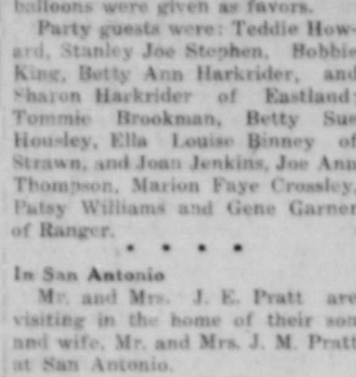 balloons were given as favors.
Party guests were: Teddie How-
ard, Stanley Joe Stephen, Bobbie
King, Betty Ann Harkrider, and
Sharon Harkrider of Eastland;
Tommie Brookman, Betty Sue
Housley, Ella Louise Binney of
Strawn, and Joan Jenkins, Joe Ann
Thompson, Marion Faye Crossley,
Patsy Williams and Gene Garner
of Ranger.
* * * *
In San Antonio
Mr. and Mrs. J. E. Pratt are
visiting in the home of their son
and wife, Mr. and Mrs. J. M. Pratt
at San Antonio.